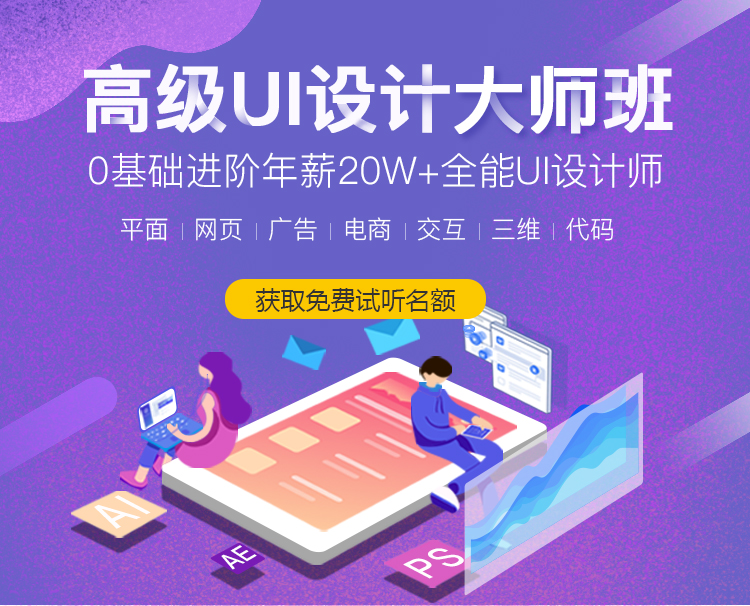 高级UI设计大师班
0基础进阶年薪20W+全能UI设计师
平面 | 网页 | 广告 | 电商 | 交互 | 三维 | 代码
获取免费试听名额
AI
AE
PS